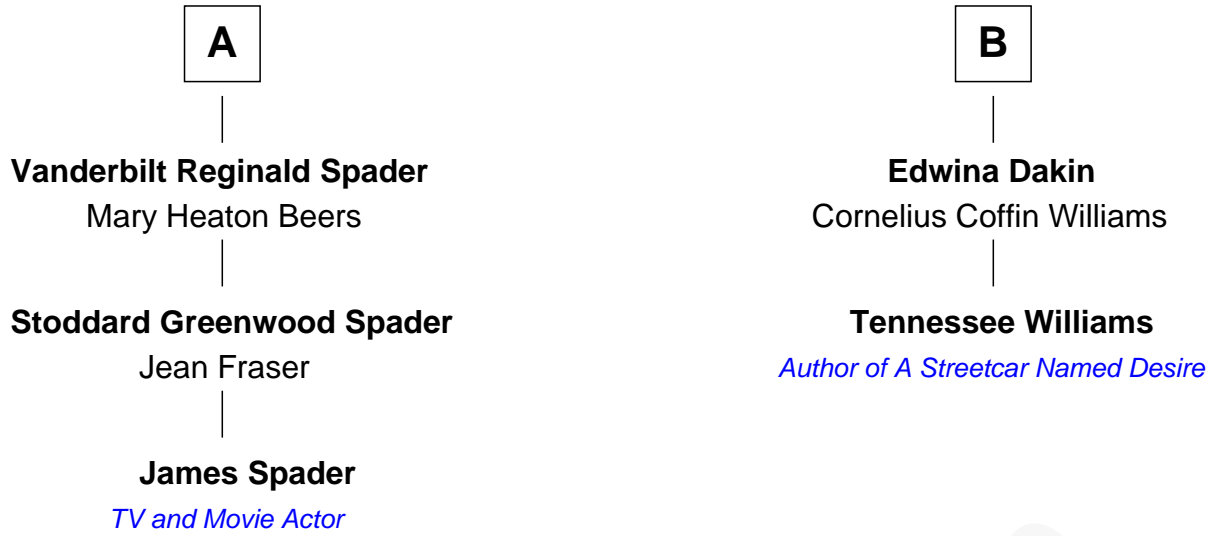 A
Vanderbilt Reginald Spader
Mary Heaton Beers
Stoddard Greenwood Spader
Jean Fraser
James Spader
TV and Movie Actor
B
Edwina Dakin
Cornelius Coffin Williams
Tennessee Williams
Author of A Streetcar Named Desire